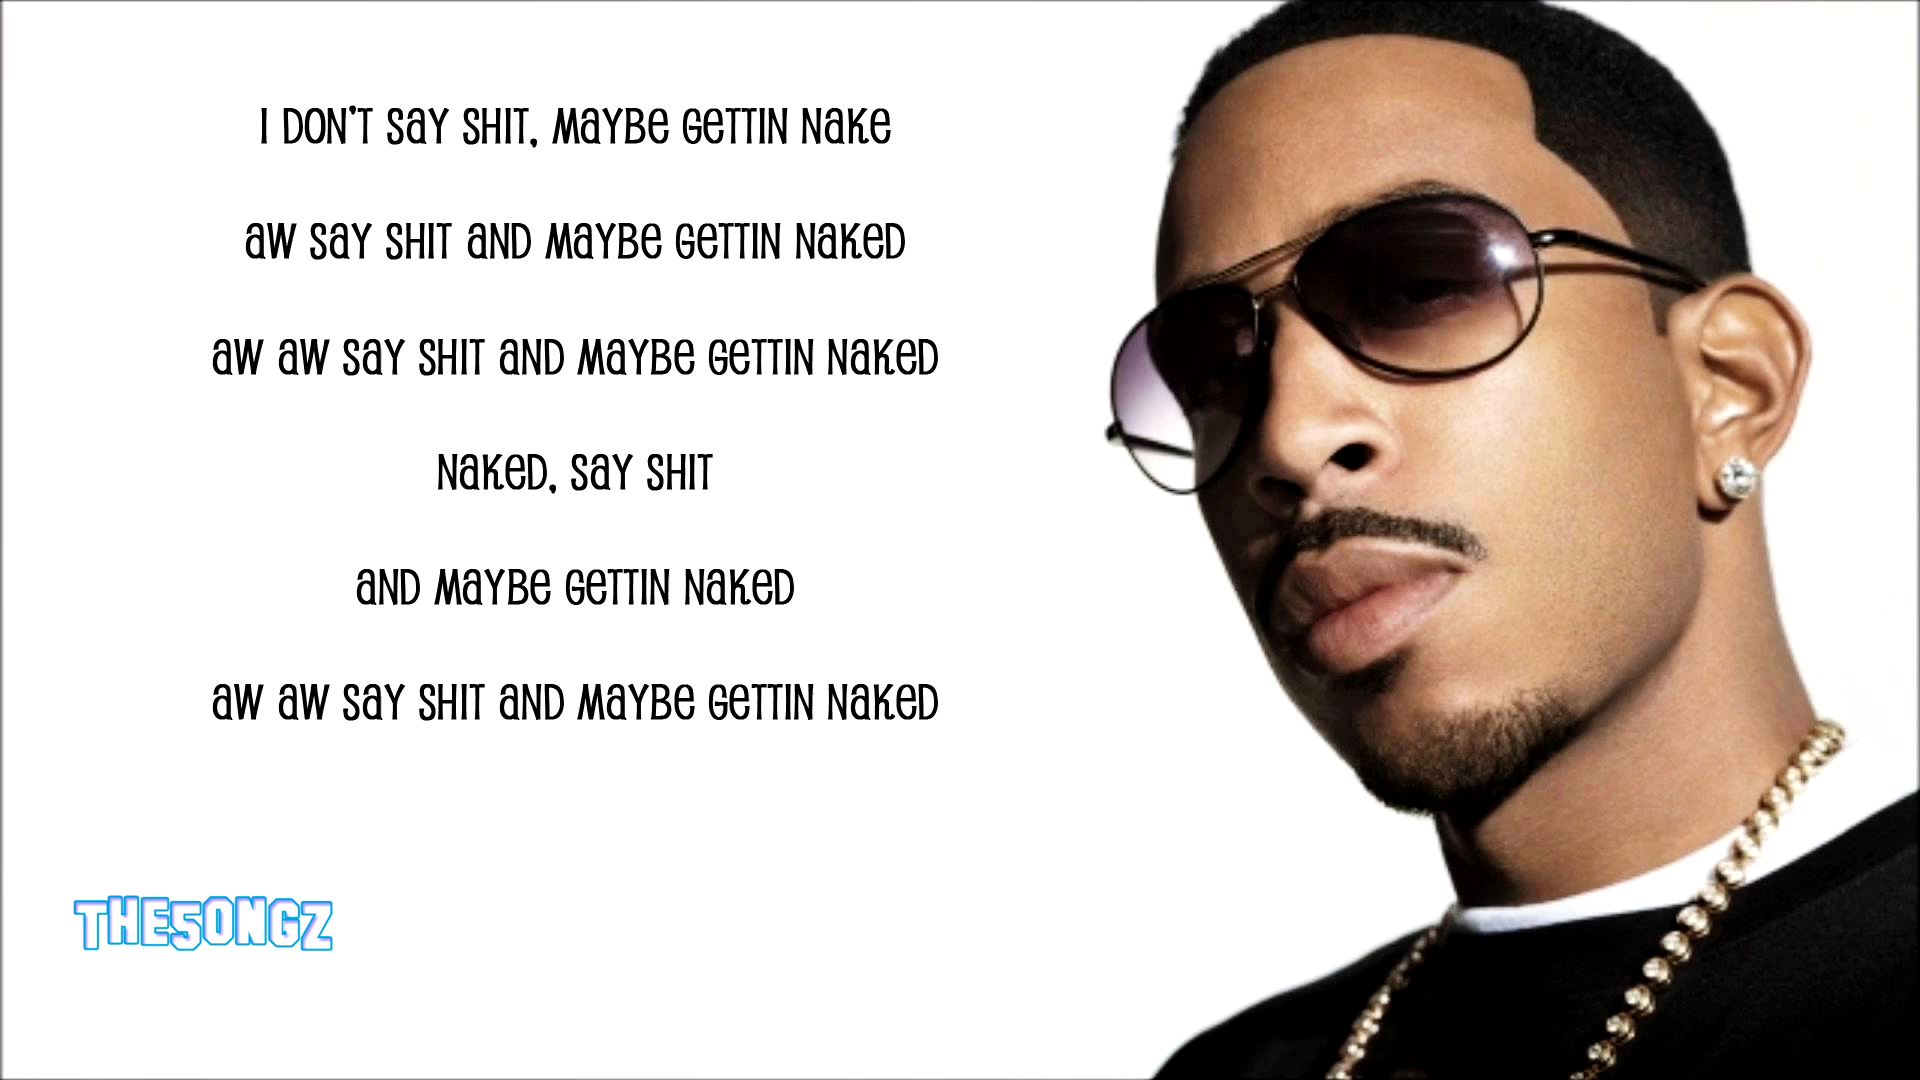 I DON'T SAY SHIT, MAYBE GETTIN NAKE
AW SAY SHIT AND MAYBE GETTIN NAKED
AW AW SAY SHIT AND MAYBE GETTIN NAKED
NAKED, SAY SHIT
AND MAYBE GETTIN NAKED
AW AW SAY SHIT AND MAYBE GETTIN NAKED
THE5ONGZ